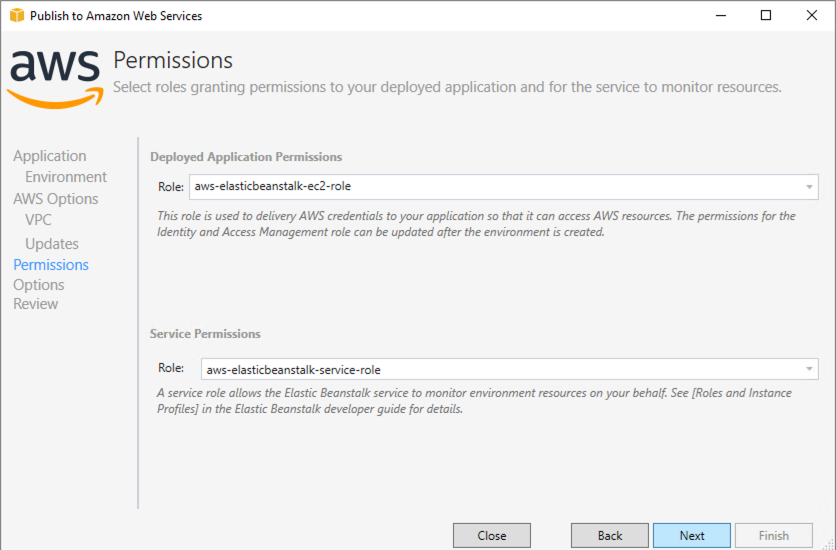 Publish to Amazon Web Services
aws
Permissions
Select roles granting permissions to your deployed application and for the service to monitor resources.
Application
Environment
AWS Options
VPC
Updates
Permissions
Options
Review
Deployed Application Permissions
Role: aws-elasticbeanstalk-ec2-role
This role is used to delivery AWS credentials to your application so that it can access AWS resources. The permissions for the
Identity and Access Management role can be updated after the environment is created.
Service Permissions
Role: aws-elasticbeanstalk-service-role
A service role allows the Elastic Beanstalk service to monitor environment resources on your behalf. See [Roles and Instance
Profiles] in the Elastic Beanstalk developer guide for details.
Close Back Next Finish